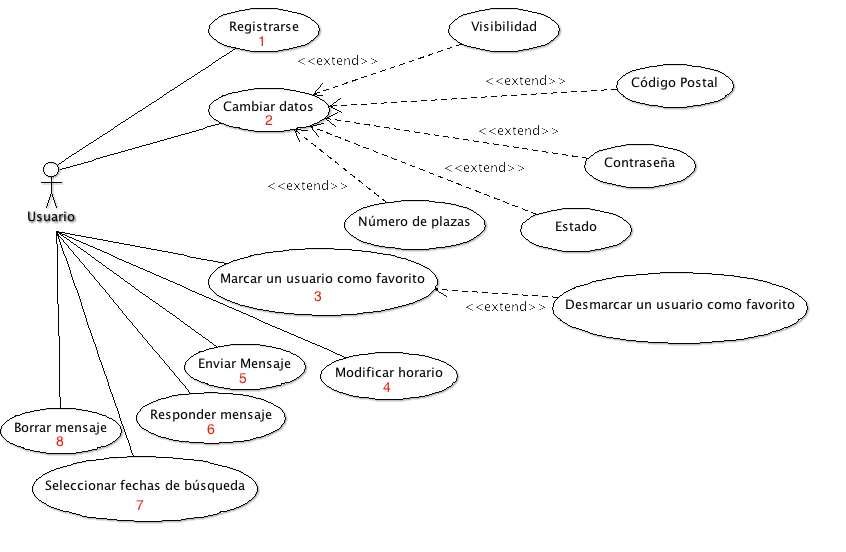 Registrarse
1
Visibilidad
<<extend>>
Código Postal
<<extend>>
Cambiar datos
2
<<extend>>
Contraseña
<<extend>>
<<extend>>
Número de plazas
Estado
Usuario
Marcar un usuario como favorito
3
<<extend>>
Desmarcar un usuario como favorito
Enviar Mensaje
5
Modificar horario
4
Responder mensaje
6
Borrar mensaje
8
Seleccionar fechas de búsqueda
7